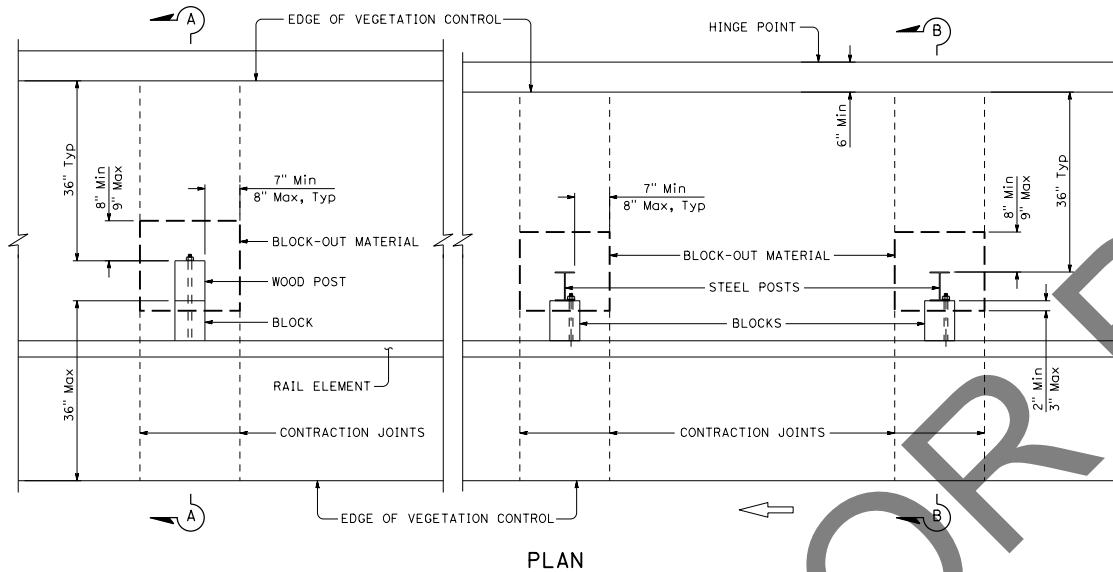 A
EDGE OF VEGETATION CONTROL
HINGE POINT
B
36" Typ
8" Min
9" Max
7" Min
8" Max, Typ
BLOCK-OUT MATERIAL
WOOD POST
BLOCK
36" Max
RAIL ELEMENT
CONTRACTION JOINTS
6" Min
7" Min
8" Max, Typ
BLOCK-OUT MATERIAL
STEEL POSTS
BLOCKS
8" Min
9" Max
36" Typ
2" Min
3" Max
CONTRACTION JOINTS
A
EDGE OF VEGETATION CONTROL
B
PLAN
OR